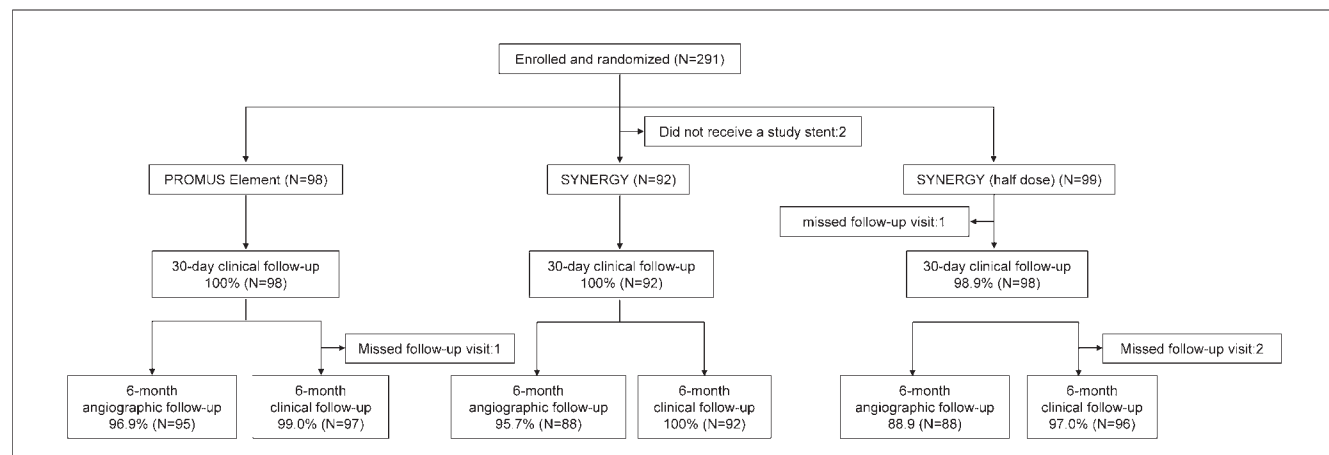 Enrolled and randomized (N=291)
Did not receive a study stent:2
PROMUS Element (N=98)
SYNERGY (N=92)
SYNERGY (half dose) (N=99)
missed follow-up visit:1
30-day clinical follow-up
100% (N=98)
30-day clinical follow-up
100% (N=92)
30-day clinical follow-up
98.9% (N=98)
Missed follow-up visit:1
Missed follow-up visit:2
6-month
angiographic follow-up
96.9% (N=95)
6-month
clinical follow-up
99.0% (N=97)
6-month
angiographic follow-up
95.7% (N=88)
6-month
clinical follow-up
100% (N=92)
6-month
angiographic follow-up
88.9 (N=88)
6-month
clinical follow-up
97.0% (N=96)